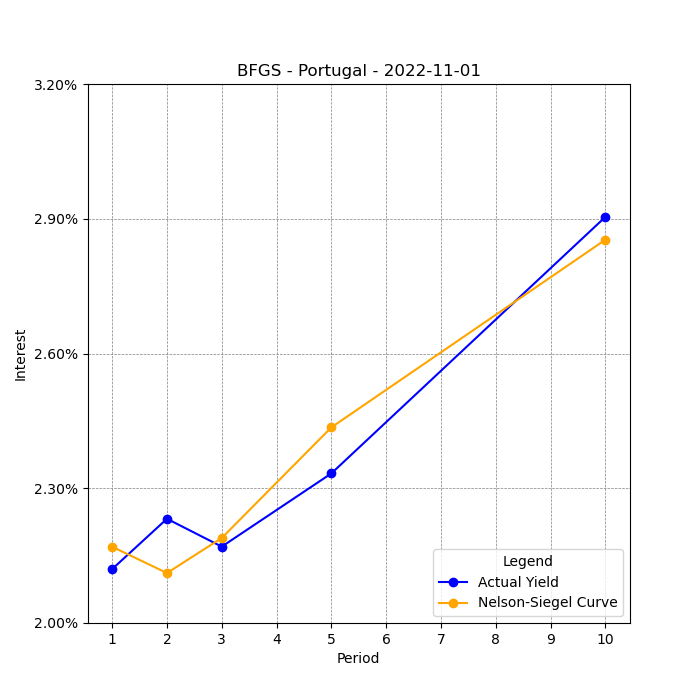 BFGS - Portugal - 2022-11-01
3.20%
2.90%
2.60%
2.30%
2.00%
Interest
Legend
Actual Yield
Nelson-Siegel Curve
1 2 3 4 5 6 7 8 9 10
Period